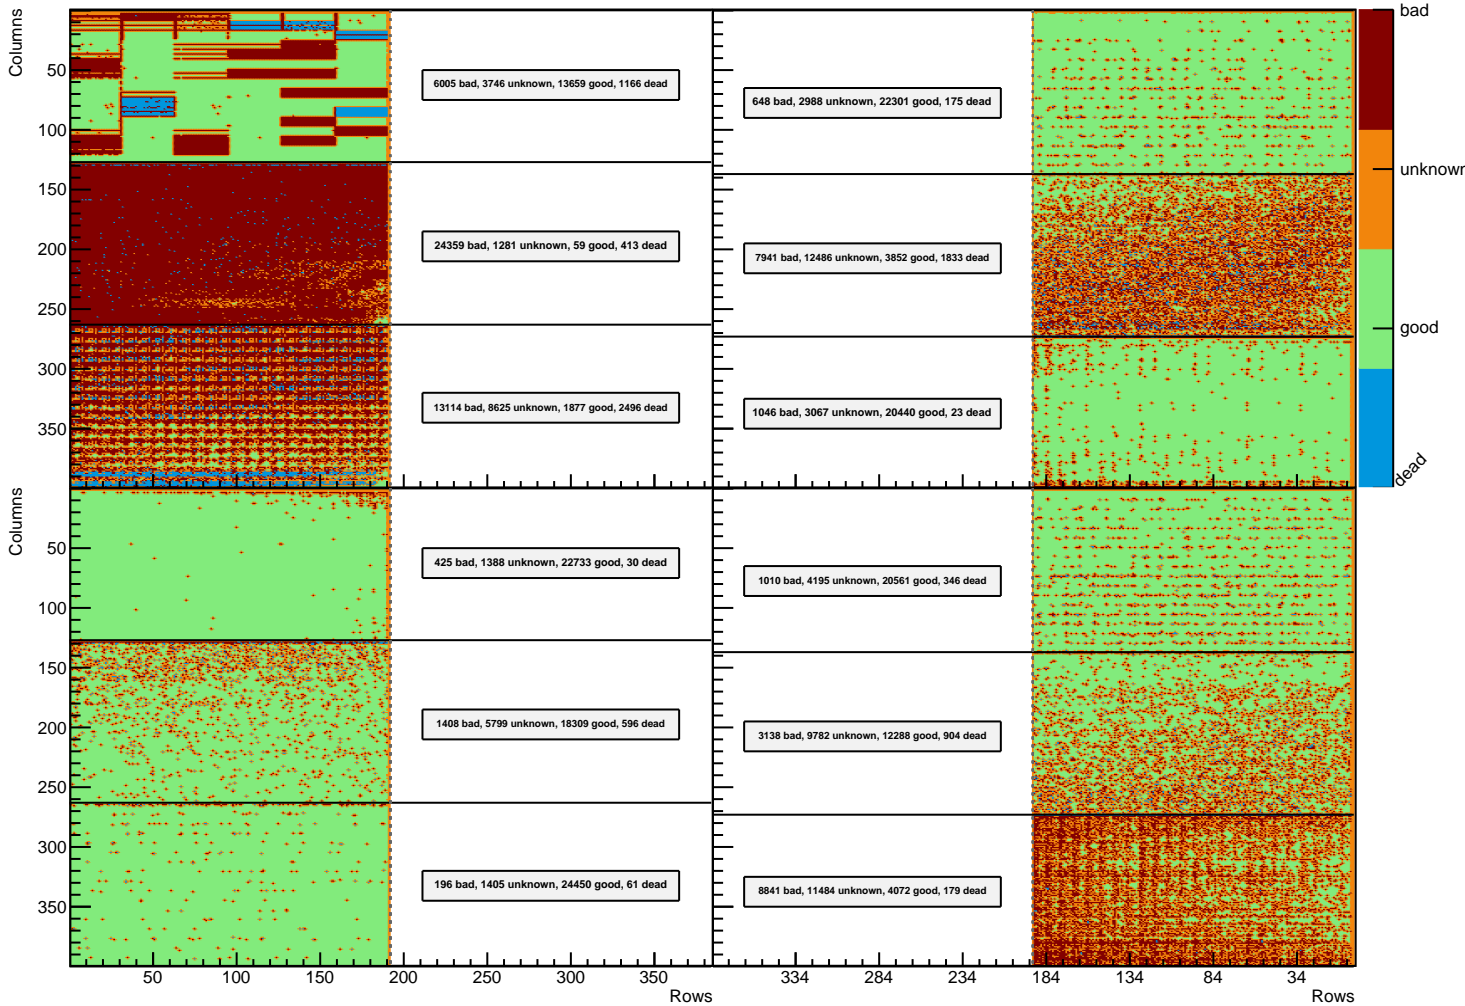 bad
unknown
good
dead
Columns
50
100
150
200
250
300
350
6005 bad, 3746 unknown, 13659 good, 1166 dead
24359 bad, 1281 unknown, 59 good, 413 dead
13114 bad, 8625 unknown, 1877 good, 2496 dead
648 bad, 2988 unknown, 22301 good, 175 dead
7941 bad, 12486 unknown, 3852 good, 1833 dead
1046 bad, 3067 unknown, 20440 good, 23 dead
Columns
50
100
150
200
250
300
350
425 bad, 1388 unknown, 22733 good, 30 dead
1408 bad, 5799 unknown, 18309 good, 596 dead
196 bad, 1405 unknown, 24450 good, 61 dead
1010 bad, 4195 unknown, 20561 good, 346 dead
3138 bad, 9782 unknown, 12288 good, 904 dead
8841 bad, 11484 unknown, 4072 good, 179 dead
50 100 150 200 250 300 350
Rows
334 284 234 184 134 84 34
Rows